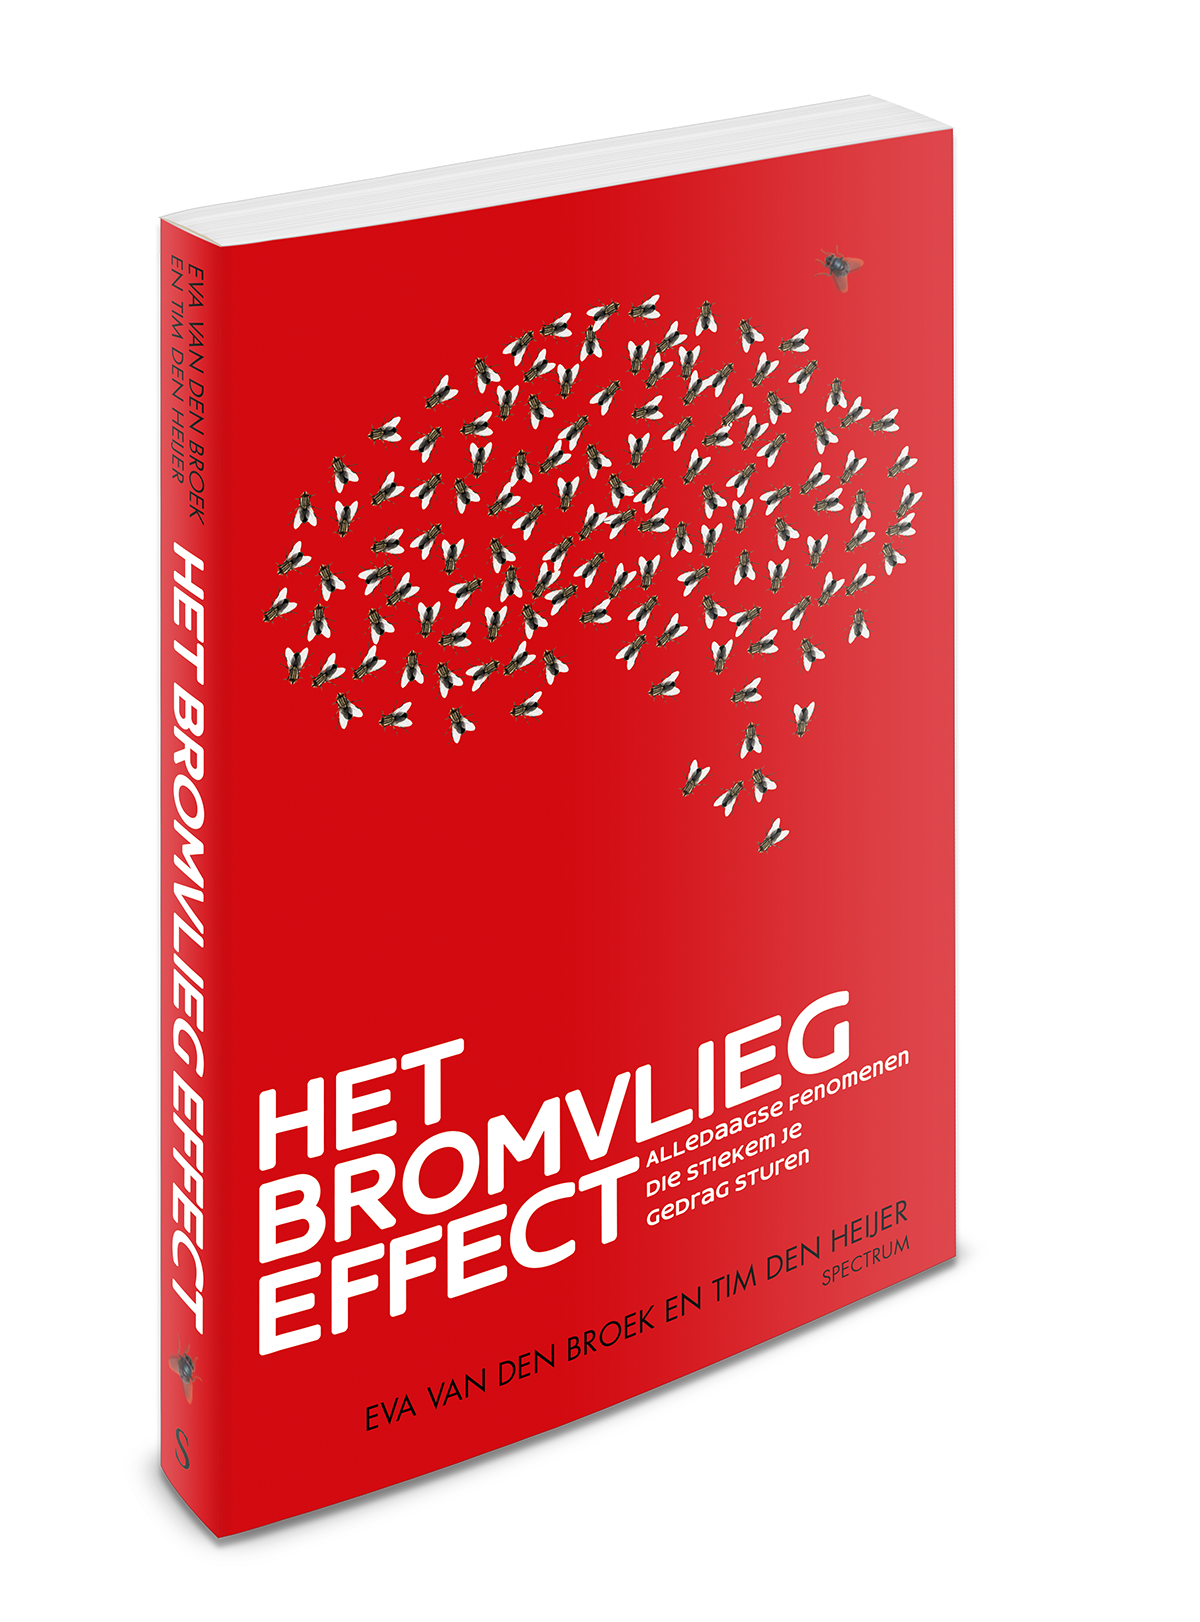 EVA VAN DEN BROEK
EN TIM DEN HEIJER
HET BROMVLIEG EFFECT
S
HET
BROMVLIEG
EFFECT
ALLEDAAGSE FENOMENEN
DIE STIEKEM JE
GEDRAG STUREN
EVA VAN DEN BROEK EN TIM DEN HEIJER
SPECTRUM